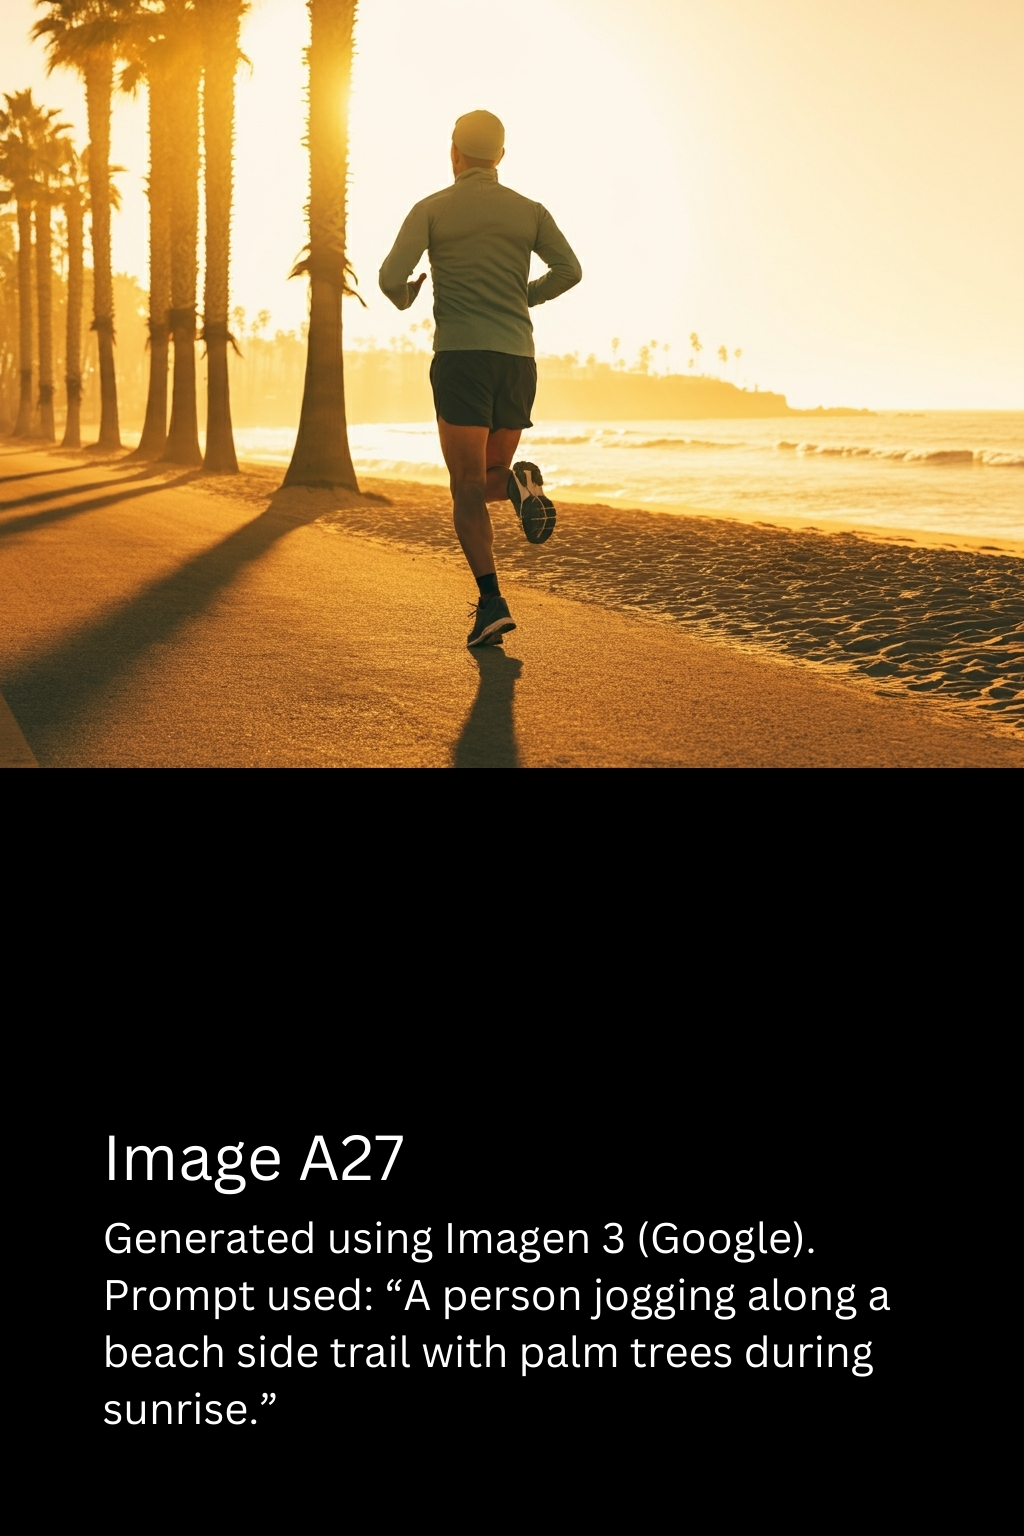 Image A27
Generated using Imagen 3 (Google).
Prompt used: “A person jogging along a
beach side trail with palm trees during
sunrise.”